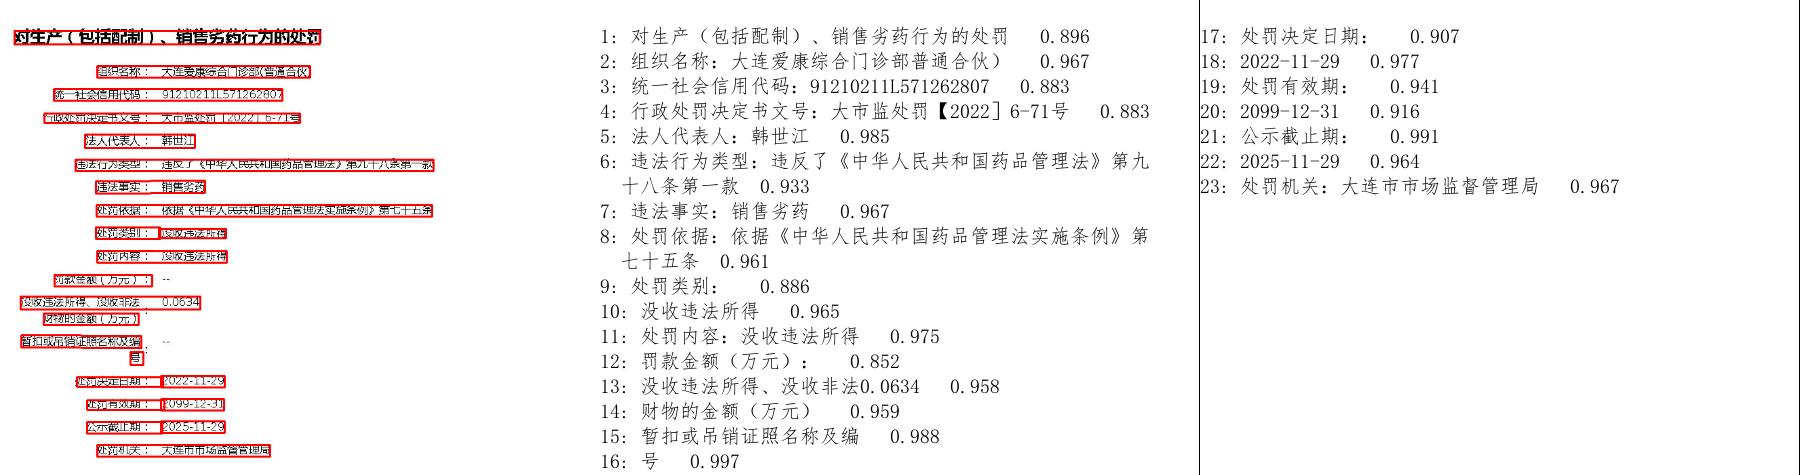 对生产（包括配制）、销售劣药行为的处罚
组织名称： 大连爱康综合门诊部(普通合伙)
统一社会信用代码： 91210211L571262807
行政处罚决定书文号： 大市监处罚〔2022〕6-71号
法人代表人： 韩世江
违法行为类型： 违反了《中华人民共和国药品管理法》第九十八条第一款
违法事实： 销售劣药
处罚依据： 依据《中华人民共和国药品管理法实施条例》第七十五条
处罚类别： 没收违法所得
处罚内容： 没收违法所得
罚款金额（万元）： --
没收违法所得、没收非法 0.0634
财物的金额（万元）：
暂扣或吊销证照名称及编 --
号：
处罚决定日期： 2022-11-29
处罚有效期： 2099-12-31
公示截止期： 2025-11-29
处罚机关： 大连市市场监督管理局
1: 对生产（包括配制）、销售劣药行为的处罚 0.896
2: 组织名称：大连爱康综合门诊部普通合伙） 0.967
3: 统一社会信用代码：91210211L571262807 0.883
4: 行政处罚决定书文号：大市监处罚【2022］6-71号 0.883
5: 法人代表人：韩世江 0.985
6: 违法行为类型：违反了《中华人民共和国药品管理法》第九
十八条第一款 0.933
7: 违法事实：销售劣药 0.967
8: 处罚依据：依据《中华人民共和国药品管理法实施条例》第
七十五条 0.961
9: 处罚类别： 0.886
10: 没收违法所得 0.965
11: 处罚内容：没收违法所得 0.975
12: 罚款金额（万元）： 0.852
13: 没收违法所得、没收非法0.0634 0.958
14: 财物的金额（万元） 0.959
15: 暂扣或吊销证照名称及编 0.988
16: 号 0.997
17: 处罚决定日期： 0.907
18: 2022-11-29 0.977
19: 处罚有效期： 0.941
20: 2099-12-31 0.916
21: 公示截止期： 0.991
22: 2025-11-29 0.964
23: 处罚机关：大连市市场监督管理局 0.967